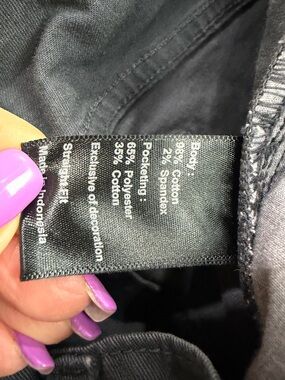 Body :
98% Cotton
2% Spandex
Pocketing :
65% Polyester
35% Cotton
Exclusive of decoration
Straight Fit
Made in Indonesia